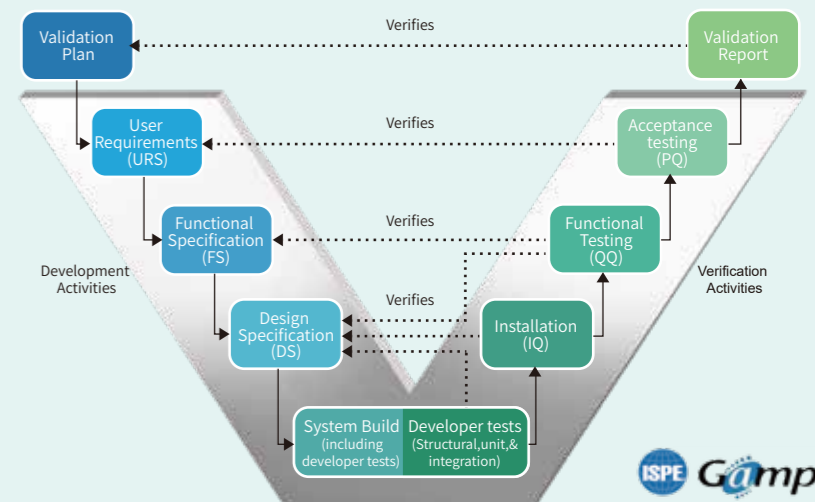 Validation
Plan
Verifies
Validation
Report
User
Requirements
(URS)
Verifies
Acceptance
testing
(PQ)
Functional
Specification
(FS)
Verifies
Functional
Testing
(QQ)
Development
Activities
Verification
Activities
Design
Specification
(DS)
Verifies
Installation
(IQ)
System Build
(including
developer tests)
Developer tests
(Structural,unit,&
integration)
ISPE
Gamp